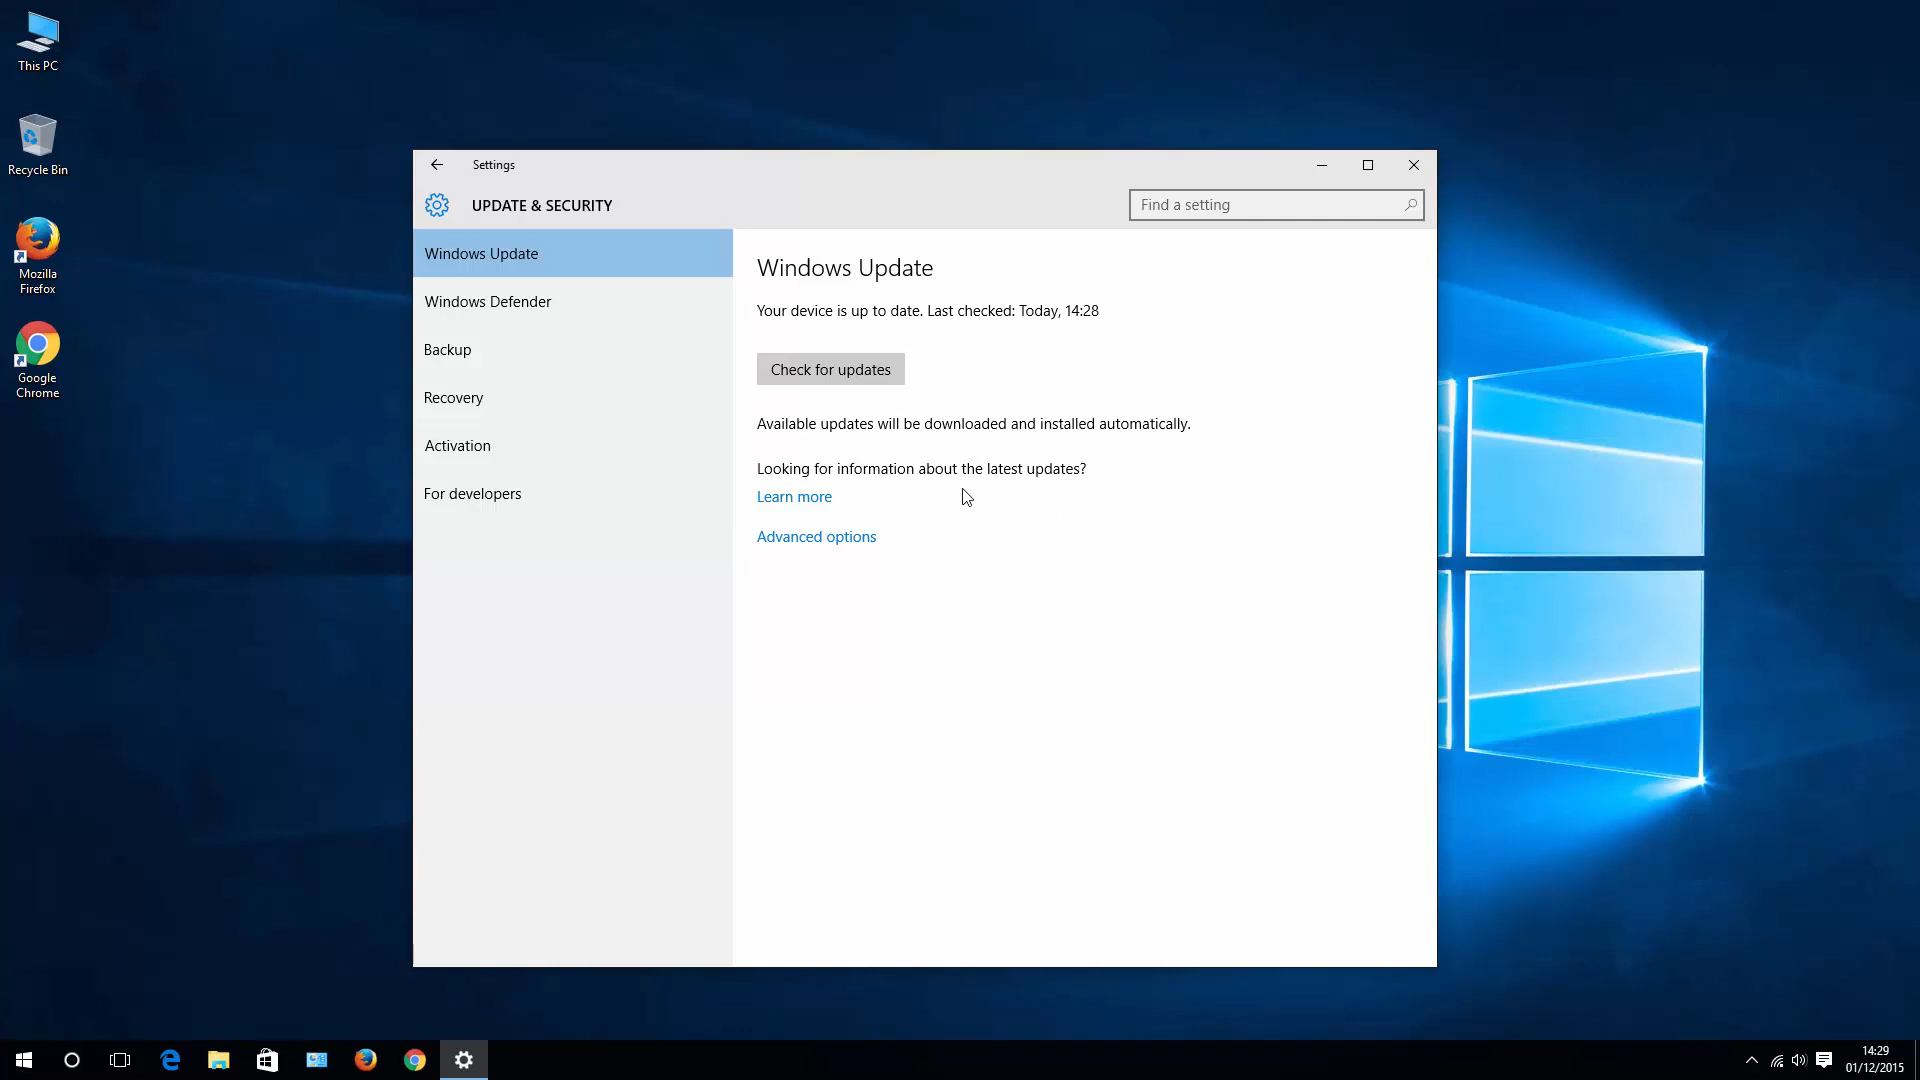 This PC
Recycle Bin
Mozilla
Firefox
Google
Chrome
Settings
UPDATE & SECURITY
Find a setting
Windows Update
Windows Defender
Backup
Recovery
Activation
For developers
Windows Update
Your device is up to date. Last checked: Today, 14:28
Check for updates
Available updates will be downloaded and installed automatically.
Looking for information about the latest updates?
Learn more
Advanced options
14:29
01/12/2015